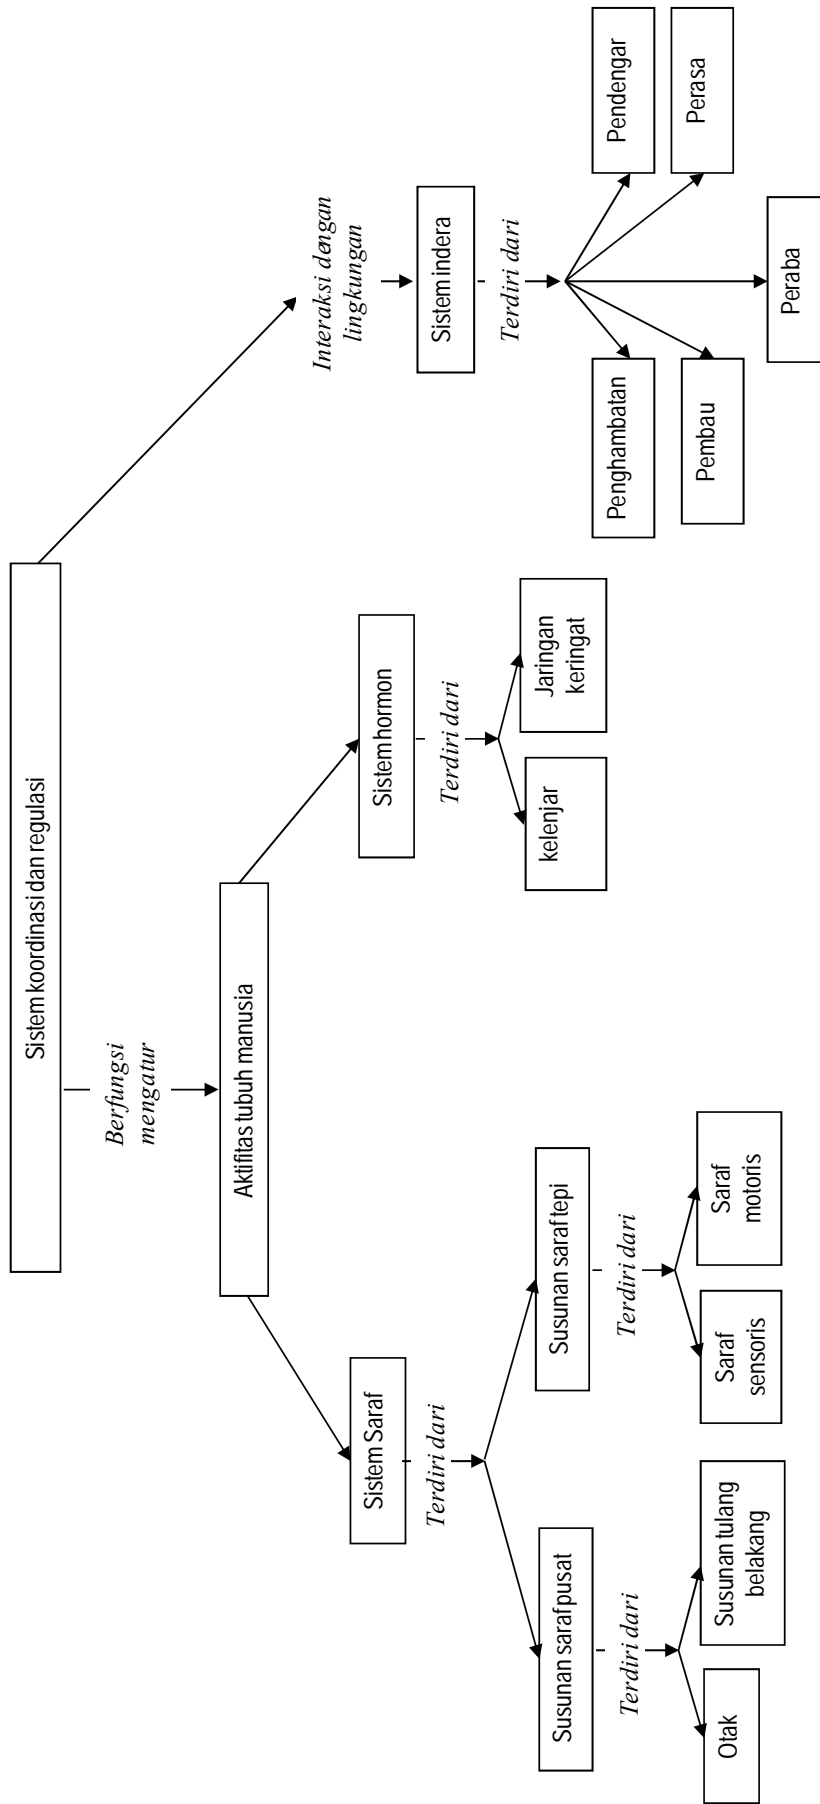 Sistem koordinasi dan regulasi
Berfungsi
mengatur
Interaksi dengan
lingkungan
Aktifitas tubuh manusia
Sistem Saraf
Sistem hormon
Sistem indera
Terdiri dari
Terdiri dari
Terdiri dari
Susunan saraf pusat
Susunan saraf tepi
kelenjar
Jaringan
keringat
Penghambatan
Pendengar
Pembau
Perasa
Peraba
Terdiri dari
Terdiri dari
Otak
Susunan tulang
belakang
Saraf
sensoris
Saraf
motoris